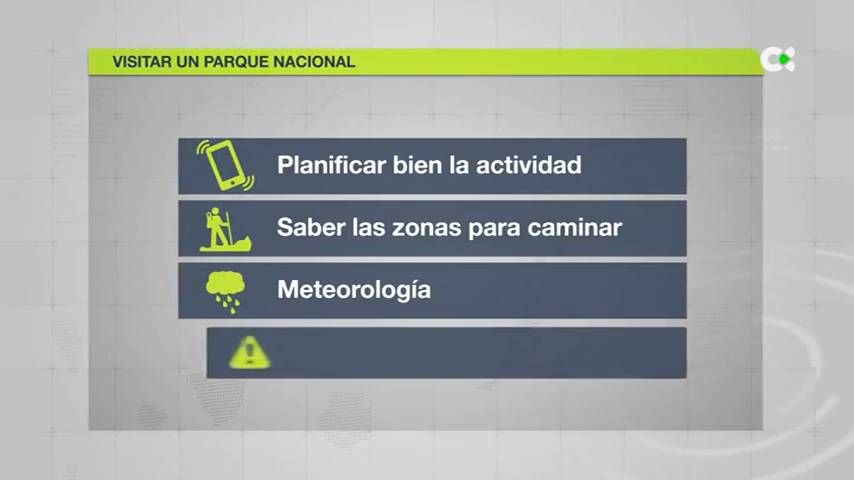 VISITAR UN PARQUE NACIONAL
Planificar bien la actividad
Saber las zonas para caminar
Meteorología